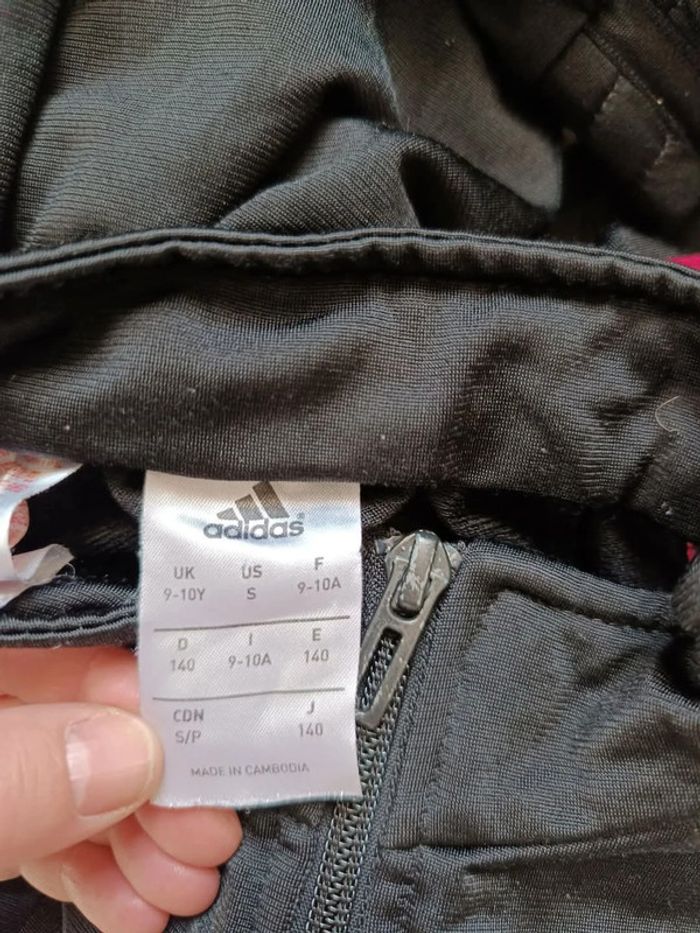 adidas
UK US F
9-10Y S 9-10A
D I E
140 9-10A 140
CDN J
S/P 140
MADE IN CAMBODIA